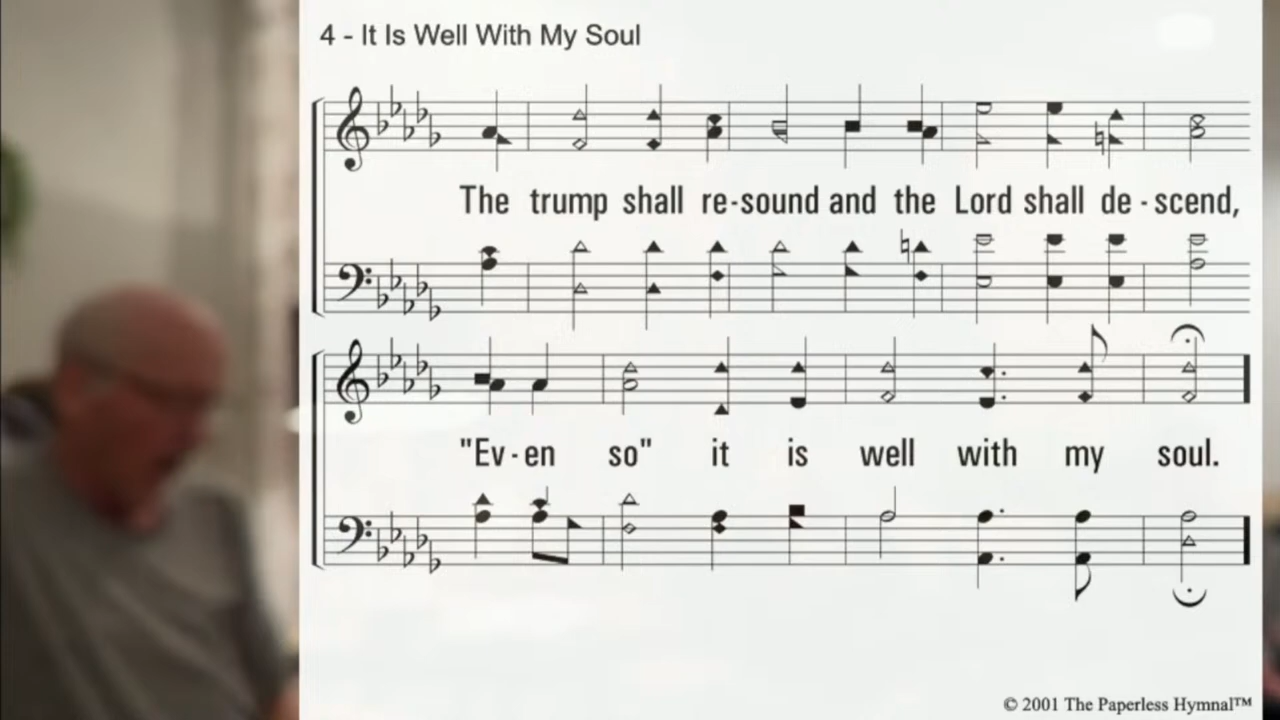 4 - It Is Well With My Soul
The trump shall re-sound and the Lord shall de-scend,
"Ev-en so" it is well with my soul.
© 2001 The Paperless Hymnal™